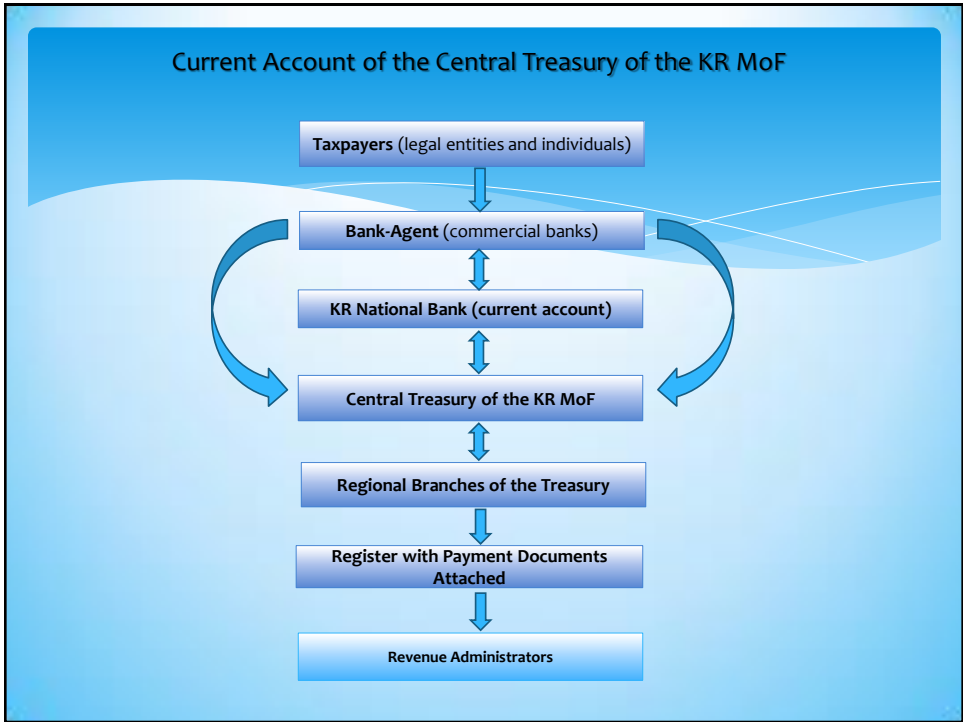 Current Account of the Central Treasury of the KR MoF
Taxpayers (legal entities and individuals)
Bank-Agent (commercial banks)
KR National Bank (current account)
Central Treasury of the KR MoF
Regional Branches of the Treasury
Register with Payment Documents
Attached
Revenue Administrators